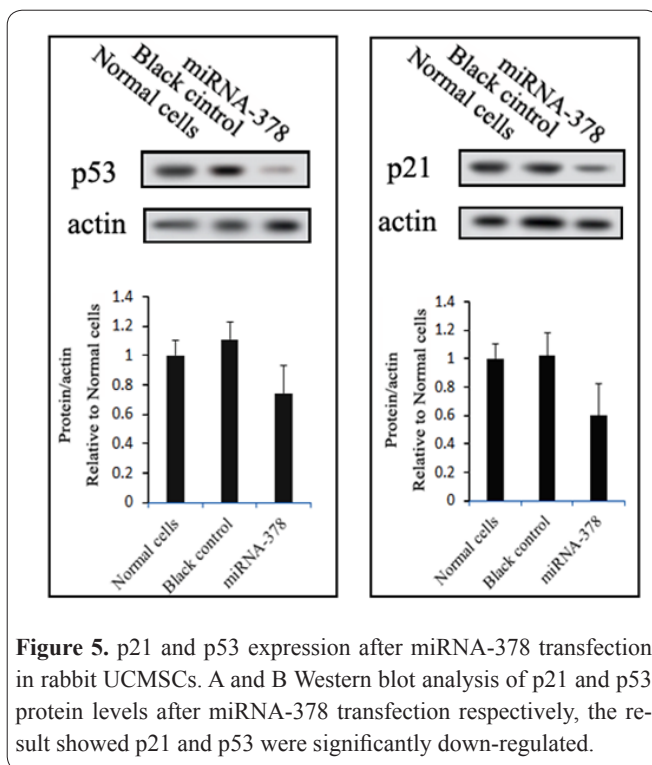 Normal cells
Black cintrol
miRNA-378
p53
actin
1.4
1.2
1
0.8
0.6
0.4
0.2
0
Protein/actin
Relative to Normal cells
Normal cells
Black control
miRNA-378
Normal cells
Black cintrol
miRNA-378
p21
actin
1.4
1.2
1
0.8
0.6
0.4
0.2
0
Protein/actin
Relative to Normal cells
Normal cells
Black control
miRNA-378
Figure 5. p21 and p53 expression after miRNA-378 transfection
in rabbit UCMSCs. A and B Western blot analysis of p21 and p53
protein levels after miRNA-378 transfection respectively, the re-
sult showed p21 and p53 were significantly down-regulated.